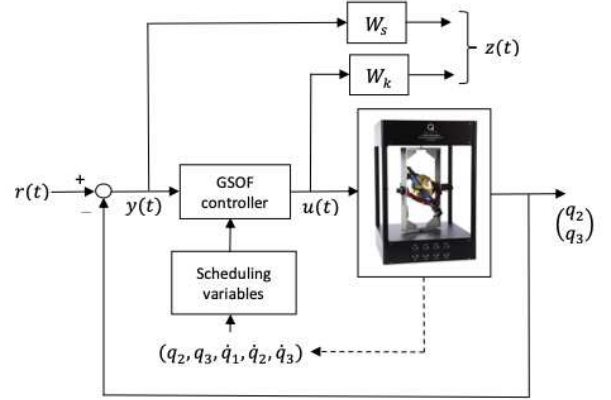 W_s
z(t)
W_k
Q
r(t)
+
−
y(t)
GSOF
controller
u(t)
(q_2
q_3)
Scheduling
variables
(q_2, q_3, q̇_1, q̇_2, q̇_3)